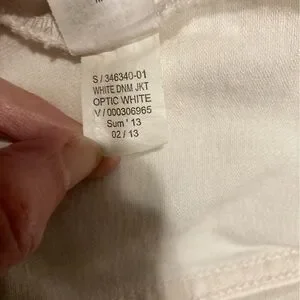 S / 346340-01
WHITE DNM JKT
OPTIC WHITE
V / 000306965
Sum ' 13
02 / 13